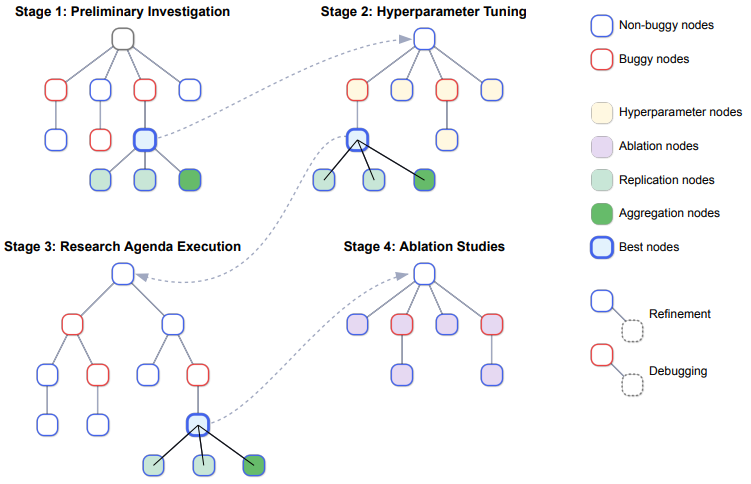 Stage 1: Preliminary Investigation
Stage 2: Hyperparameter Tuning
Non-buggy nodes
Buggy nodes
Hyperparameter nodes
Ablation nodes
Replication nodes
Aggregation nodes
Best nodes
Stage 3: Research Agenda Execution
Stage 4: Ablation Studies
Refinement
Debugging